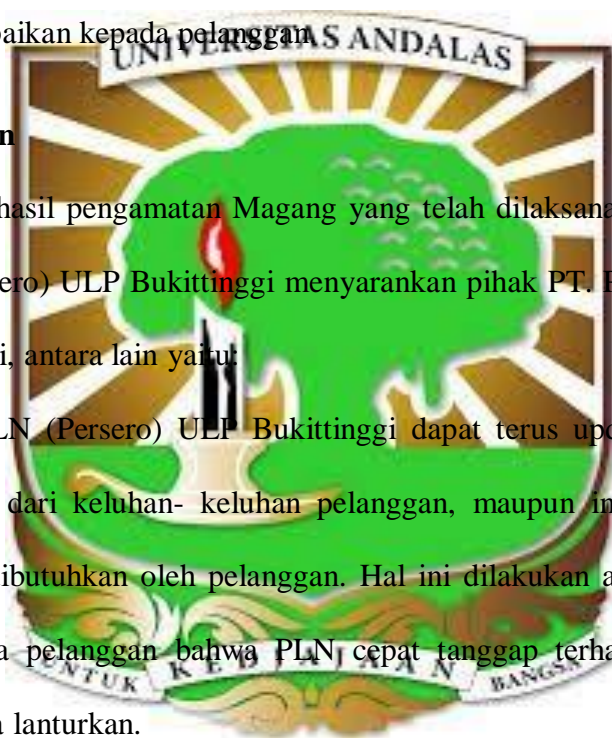 baikan kepada pelanggan
UNIVERSITAS ANDALAS
n
hasil pengamatan Magang yang telah dilaksana
ero) ULP Bukittinggi menyarankan pihak PT. P
i, antara lain yaitu:
LN (Persero) ULP Bukittinggi dapat terus upd
dari keluhan- keluhan pelanggan, maupun in
ibutuhkan oleh pelanggan. Hal ini dilakukan a
a pelanggan bahwa PLN cepat tanggap terha
UNTUK KEDJAJAAN BANGSA
a lanturkan.